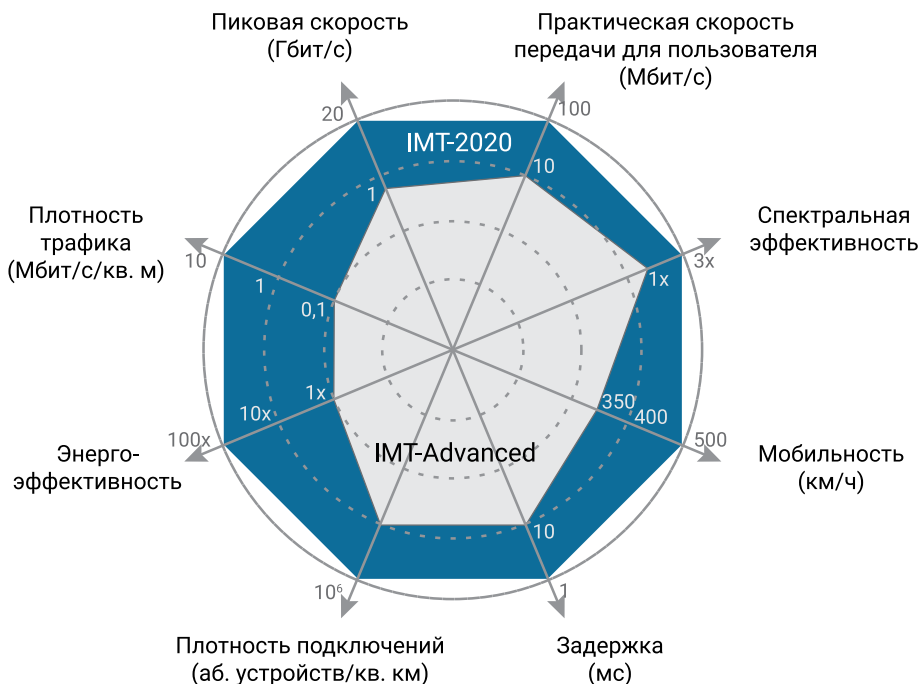 Пиковая скорость
(Гбит/с)
Практическая скорость
передачи для пользователя
(Мбит/с)
20
100
IMT-2020
1
10
Плотность
трафика
(Мбит/с/кв. м)
Спектральная
эффективность
10
1
0,1
1x
3x
1x
10x
100x
350
400
500
Энерго-
эффективность
IMT-Advanced
Мобильность
(км/ч)
10
10⁶
1
Плотность подключений
(аб. устройств/кв. км)
Задержка
(мс)